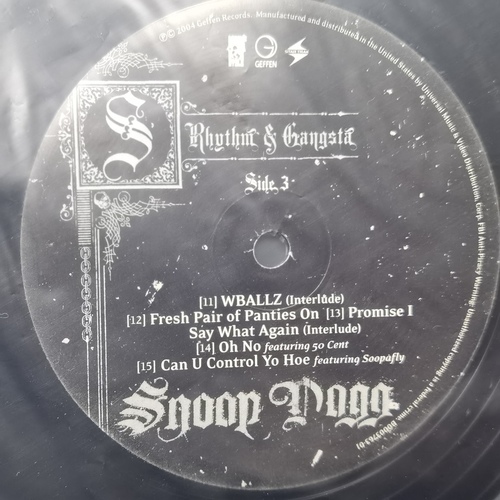 ℗© 2004 Geffen Records. Manufactured and distributed in the United States by Universal Music & Video Distribution, Corp. FBI Anti-Piracy Warning: Unauthorized copying is a federal crime. B0003763-01
GEFFEN
S
Rhythm & Gangsta
Side 3
[11] WBALLZ (Interlude)
[12] Fresh Pair of Panties On [13] Promise I
Say What Again (Interlude)
[14] Oh No featuring 50 Cent
[15] Can U Control Yo Hoe featuring Soopafly
Snoop Dogg